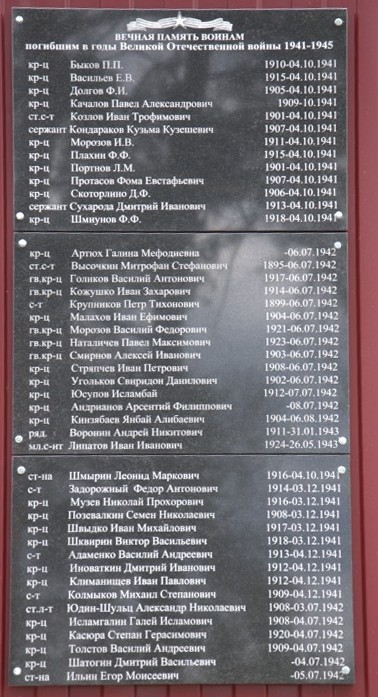 ВЕЧНАЯ ПАМЯТЬ ВОИНАМ
погибшим в годы Великой Отечественной войны 1941-1945
кр-ц Быков П.П. 1910-04.10.1941
кр-ц Васильев Е.В. 1915-04.10.1941
кр-ц Долгов Ф.И. 1905-04.10.1941
кр-ц Качалов Павел Александрович 1909-10.1941
ст.с-т Козлов Иван Трофимович 1901-04.10.1941
сержант Кондараков Кузьма Кузешевич 1907-04.10.1941
кр-ц Морозов И.В. 1911-04.10.1941
кр-ц Плахин Ф.Ф. 1915-04.10.1941
кр-ц Портнов Л.М. 1901-04.10.1941
кр-ц Протасов Фома Евстафьевич 1907-04.10.1941
кр-ц Скоторлино Д.Ф. 1906-04.10.1941
сержант Сухарода Дмитрий Иванович 1913-04.10.1941
кр-ц Шмиунов Ф.Ф. 1918-04.10.1941
кр-ц Артюх Галина Мефодиевна -06.07.1942
ст.с-т Высочкин Митрофан Стефанович 1895-06.07.1942
гв.кр-ц Голиков Василий Антонович 1917-06.07.1942
гв.кр-ц Кожушко Иван Захарович 1914-06.07.1942
с-т Крупников Петр Тихонович 1899-06.07.1942
кр-ц Малахов Иван Ефимович 1904-06.07.1942
гв.кр-ц Морозов Василий Федорович 1921-06.07.1942
гв.кр-ц Наталичев Павел Максимович 1923-06.07.1942
гв.кр-ц Смирнов Алексей Иванович 1903-06.07.1942
кр-ц Стряпчев Иван Петрович 1908-06.07.1942
кр-ц Угольков Свиридон Данилович 1902-06.07.1942
кр-ц Юсупов Исламбай 1912-07.07.1942
кр-ц Андрианов Арсентий Филиппович -08.07.1942
кр-ц Кинзябаев Янбай Алибаевич 1904-06.08.1942
ряд. Воронин Андрей Никитович 1911-31.03.1943
мл.с-нт Липатов Иван Иванович 1924-26.05.1943
ст-на Шмырин Леонид Маркович 1916-04.10.1941
с-т Задорожный Федор Антонович 1914-03.12.1941
кр-ц Музев Николай Прохорович 1916-03.12.1941
кр-ц Позевалкин Семен Николаевич 1908-03.12.1941
кр-ц Швыдко Иван Михайлович 1917-03.12.1941
кр-ц Шквирин Виктор Васильевич 1918-03.12.1941
с-т Адаменко Василий Андреевич 1913-04.12.1941
кр-ц Иноваткин Дмитрий Иванович 1912-04.12.1941
кр-ц Климанищев Иван Павлович 1912-04.12.1941
с-т Колмыков Михаил Степанович 1909-04.12.1941
ст.л-т Юдин-Шульц Александр Николаевич 1908-03.07.1942
кр-ц Исламгалин Галей Исламович 1908-04.07.1942
кр-ц Касюра Степан Герасимович 1920-04.07.1942
кр-ц Толстов Василий Андреевич 1909-04.07.1942
кр-ц Шатогин Дмитрий Васильевич -04.07.1942
ст-на Ильин Егор Моисеевич -05.07.1942